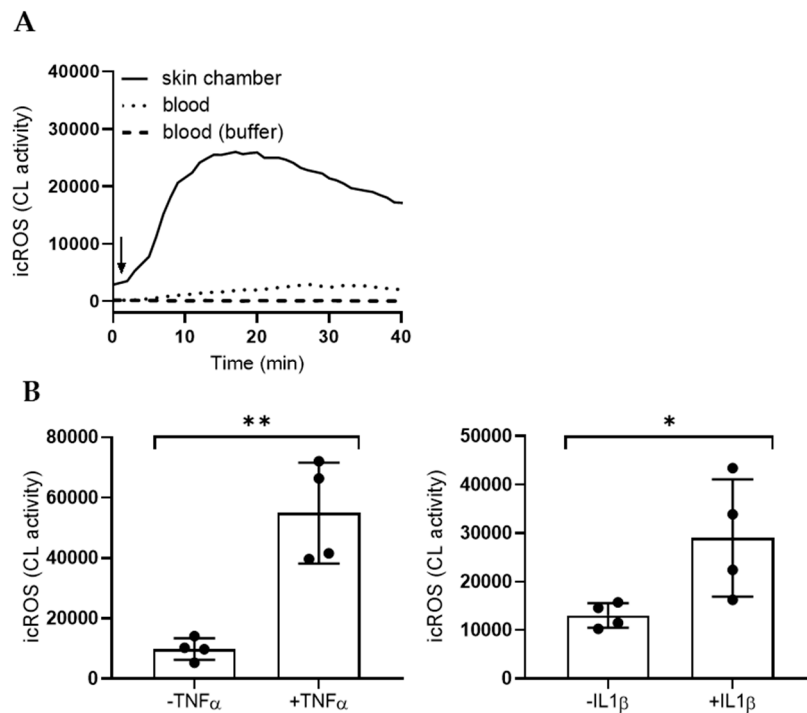 A
40000
30000
20000
10000
0
icROS (CL activity)
skin chamber
blood
blood (buffer)
0 10 20 30 40
Time (min)
B
**
80000
60000
40000
20000
0
icROS (CL activity)
-TNFα +TNFα
*
50000
40000
30000
20000
10000
0
icROS (CL activity)
-IL1β +IL1β